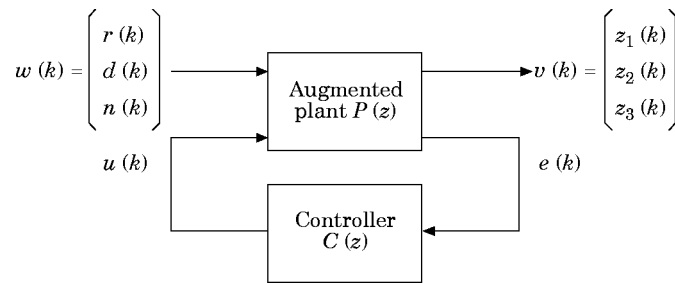 w (k) = ( r (k)
d (k)
n (k) )
Augmented
plant P (z)
v (k) = ( z₁ (k)
z₂ (k)
z₃ (k) )
u (k)
e (k)
Controller
C (z)